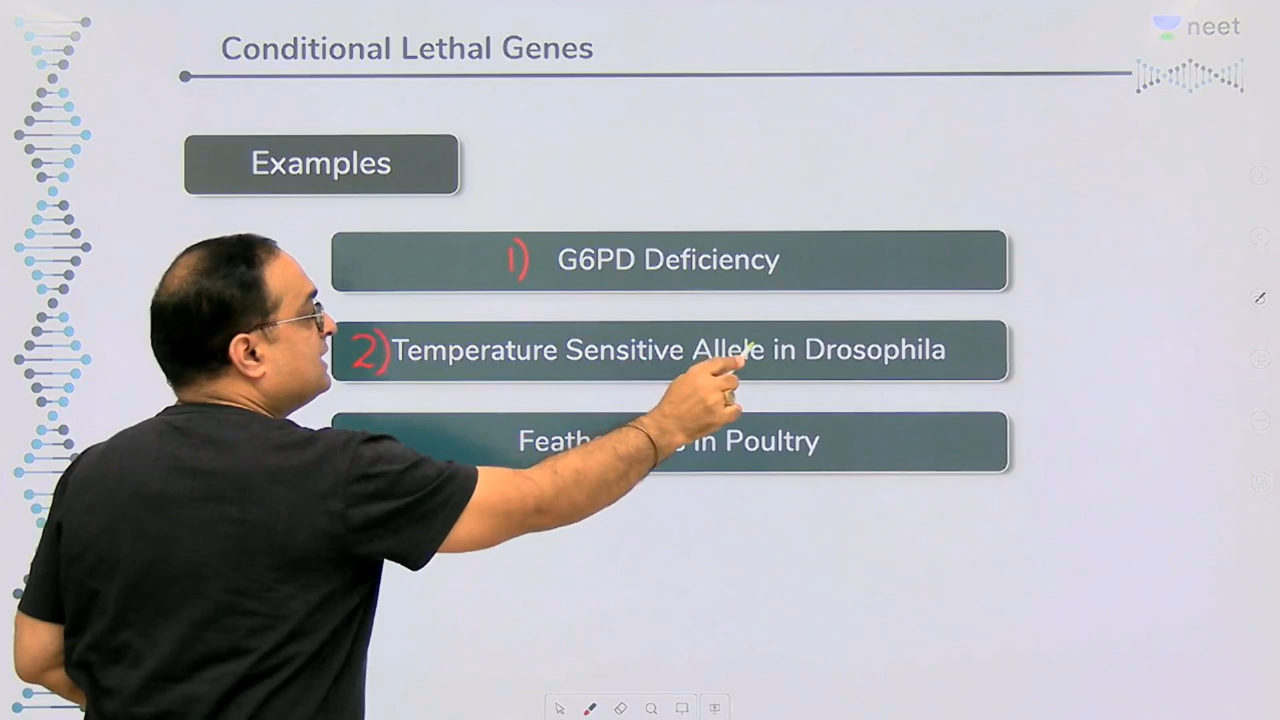 Conditional Lethal Genes
neet
Examples
1) G6PD Deficiency
2) Temperature Sensitive Allele in Drosophila
in Poultry